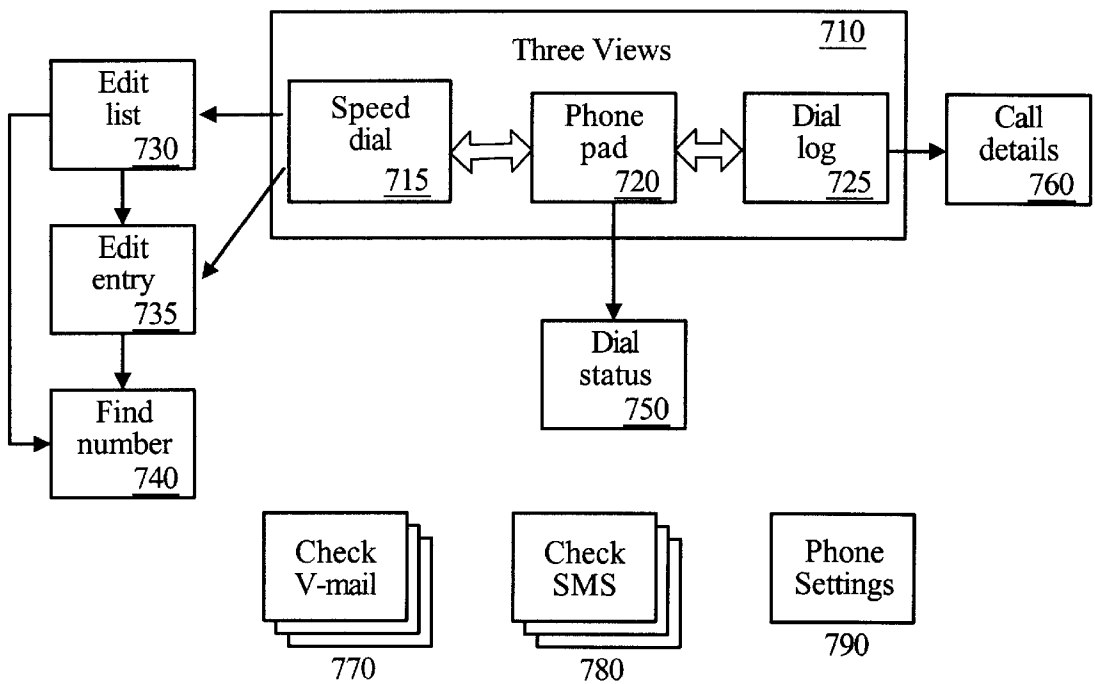 Three Views
710
Edit
list
730
Speed
dial
715
Phone
pad
720
Dial
log
725
Call
details
760
Edit
entry
735
Dial
status
750
Find
number
740
Check
V-mail
770
Check
SMS
780
Phone
Settings
790